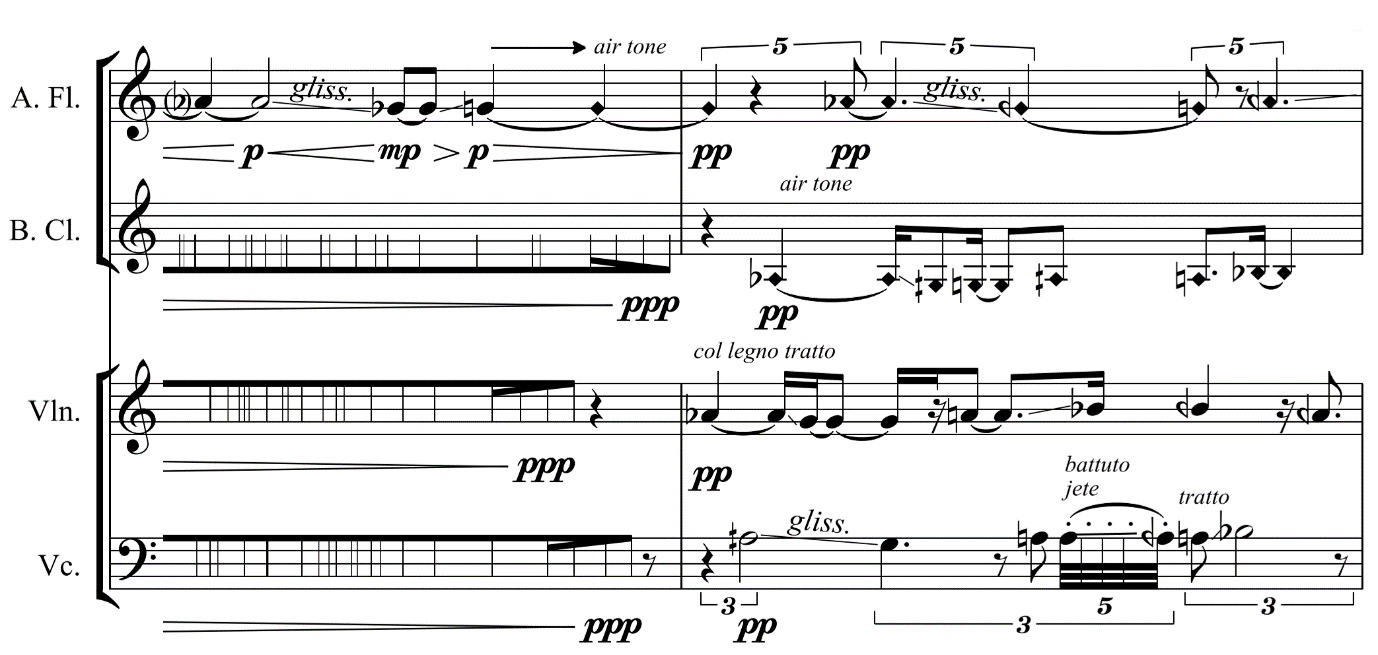 A. Fl.
gliss.
air tone
5
5
gliss.
5
p
mp
p
pp
pp
B. Cl.
air tone
ppp
pp
Vln.
col legno tratto
ppp
pp
Vc.
gliss.
battuto
jete
tratto
3
5
3
3
ppp
pp